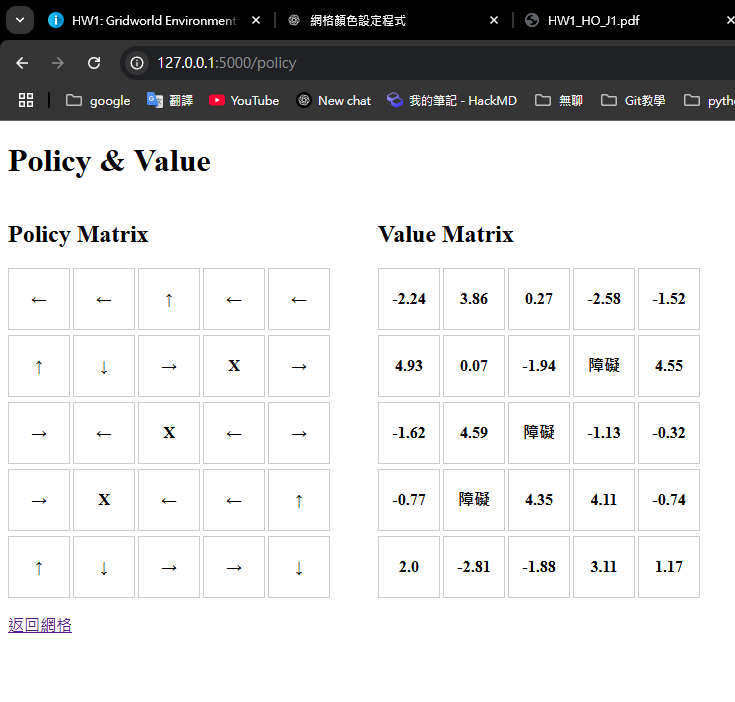 HW1: Gridworld Environment
網格顏色設定程式
HW1_HO_J1.pdf
127.0.0.1:5000/policy
google
翻譯
YouTube
New chat
我的筆記 - HackMD
無聊
Git教學
pyth
Policy & Value
Policy Matrix
Value Matrix
← ← ↑ ← ←
↑ ↓ → X →
→ ← X ← →
→ X ← ← ↑
↑ ↓ → → ↓
-2.24 3.86 0.27 -2.58 -1.52
4.93 0.07 -1.94 障礙 4.55
-1.62 4.59 障礙 -1.13 -0.32
-0.77 障礙 4.35 4.11 -0.74
2.0 -2.81 -1.88 3.11 1.17
返回網格